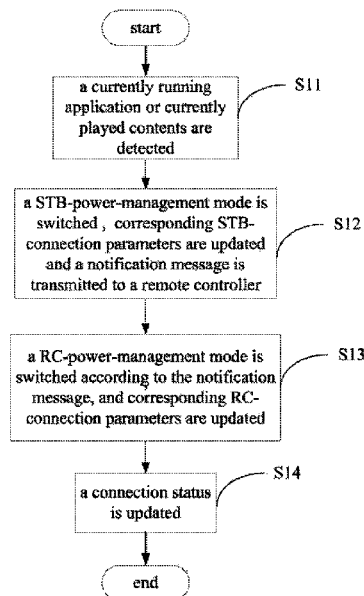 start
a currently running
application or currently
played contents are
detected
S11
a STB-power-management mode is
switched , corresponding STB-
connection parameters are updated
and a notification message is
transmitted to a remote controller
S12
a RC-power-management mode is
switched according to the notification
message, and corresponding RC-
connection parameters are updated
S13
a connection status
is updated
S14
end